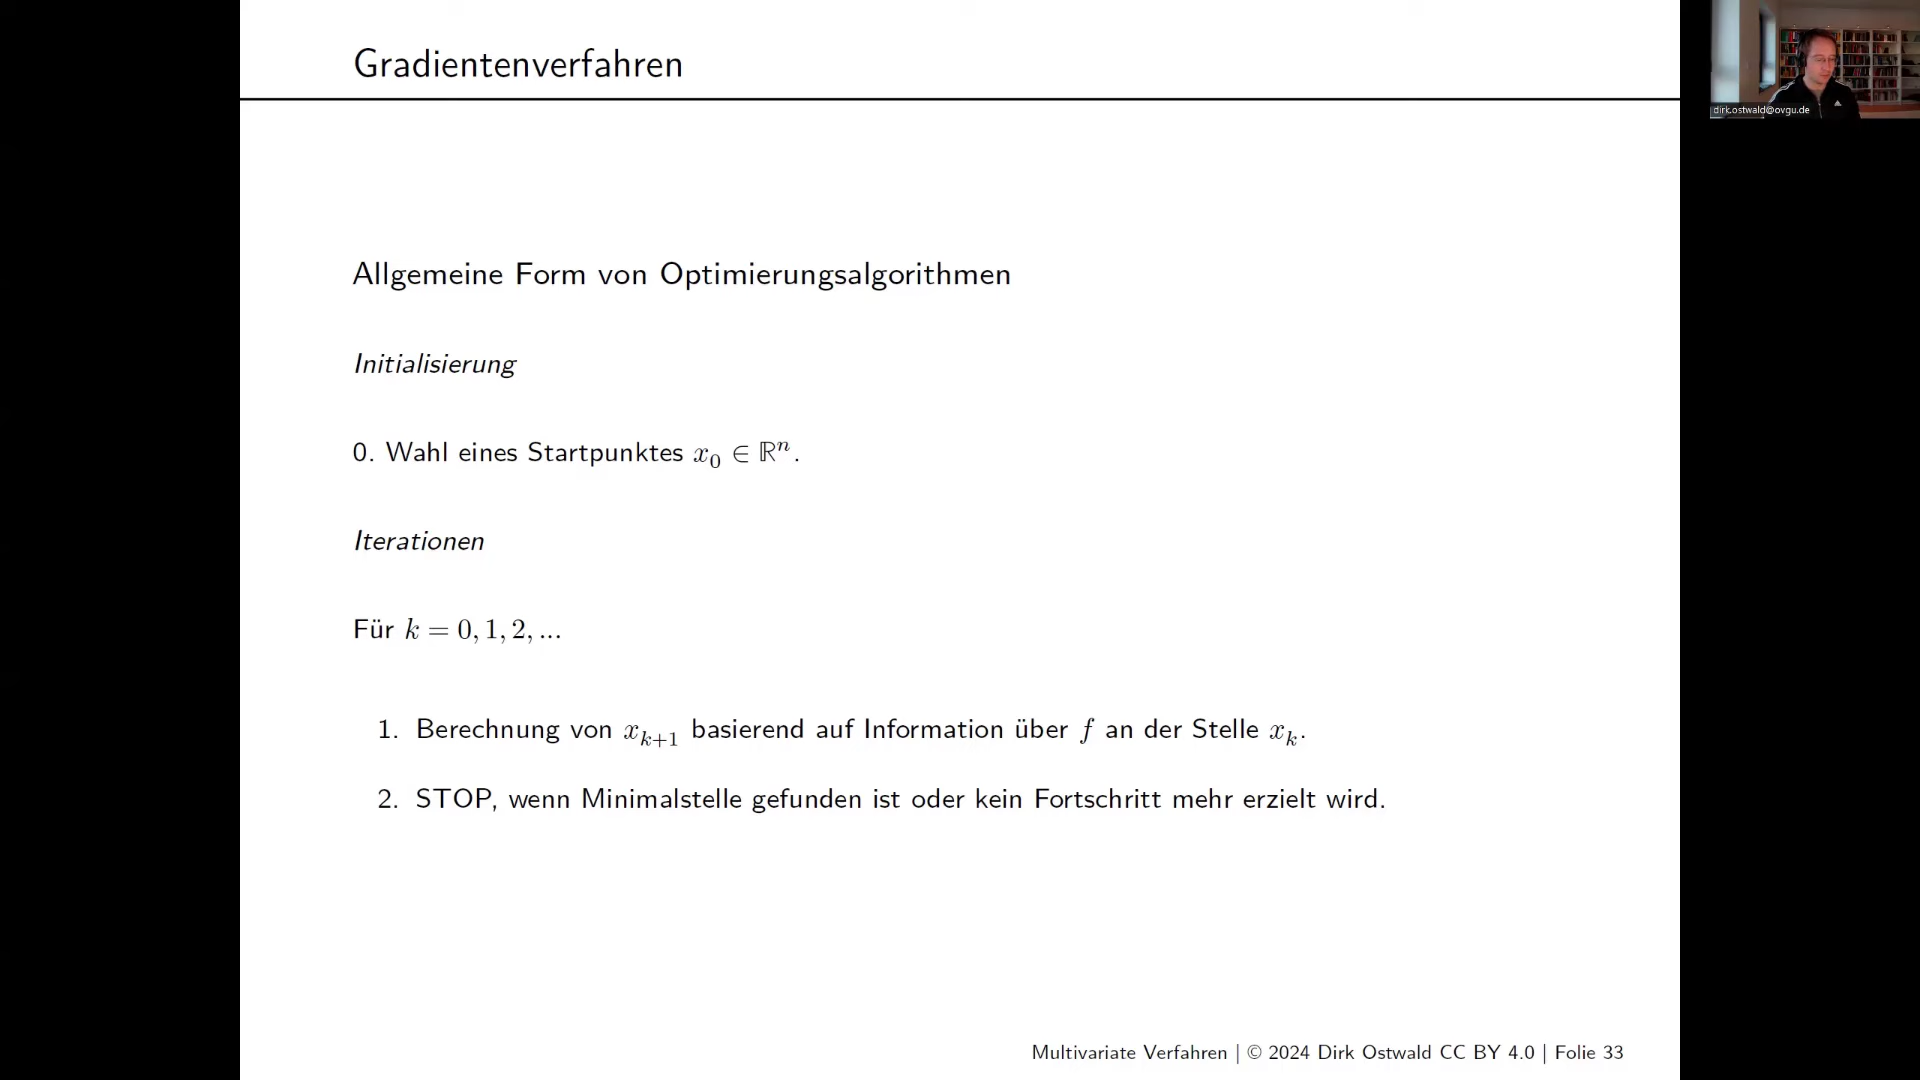 Gradientenverfahren
dirk.ostwald@ovgu.de
Allgemeine Form von Optimierungsalgorithmen
Initialisierung
0. Wahl eines Startpunktes x₀ ∈ ℝⁿ.
Iterationen
Für k = 0, 1, 2, ...
1. Berechnung von xₖ₊₁ basierend auf Information über f an der Stelle xₖ.
2. STOP, wenn Minimalstelle gefunden ist oder kein Fortschritt mehr erzielt wird.
Multivariate Verfahren | © 2024 Dirk Ostwald CC BY 4.0 | Folie 33